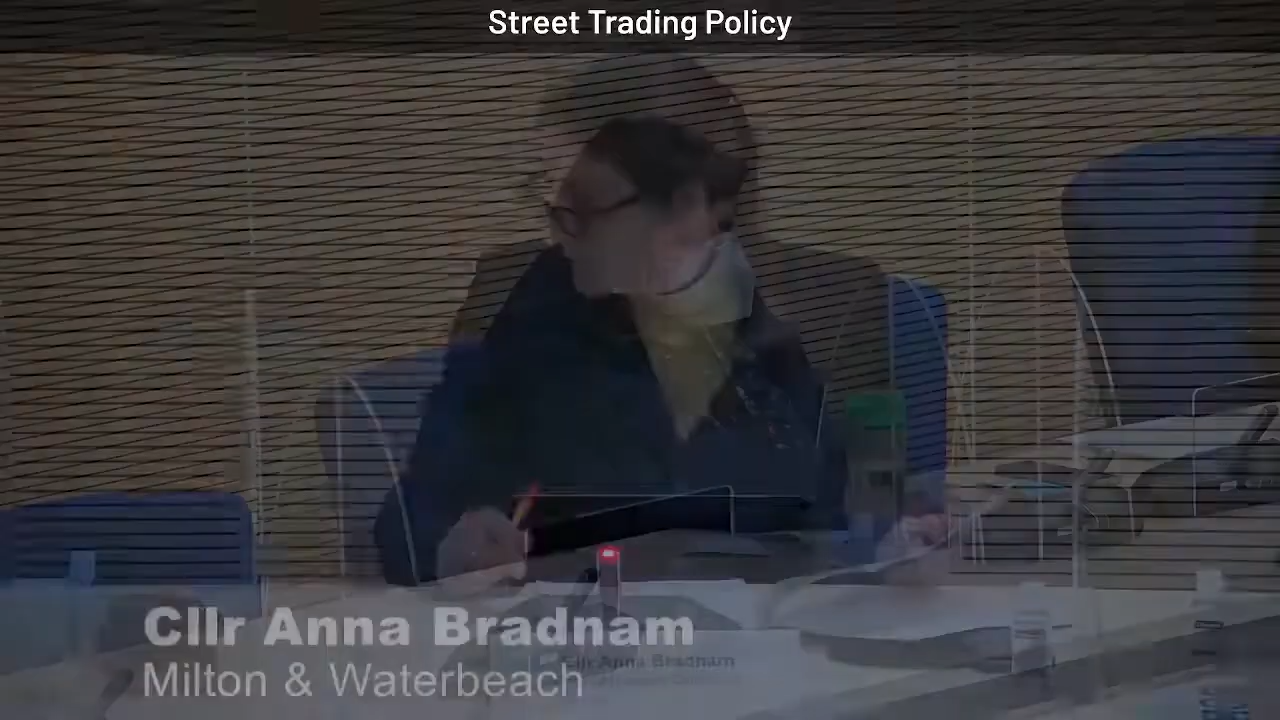 Street Trading Policy
Cllr Anna Bradnam
Milton & Waterbeach
Cllr Anna Bradnam